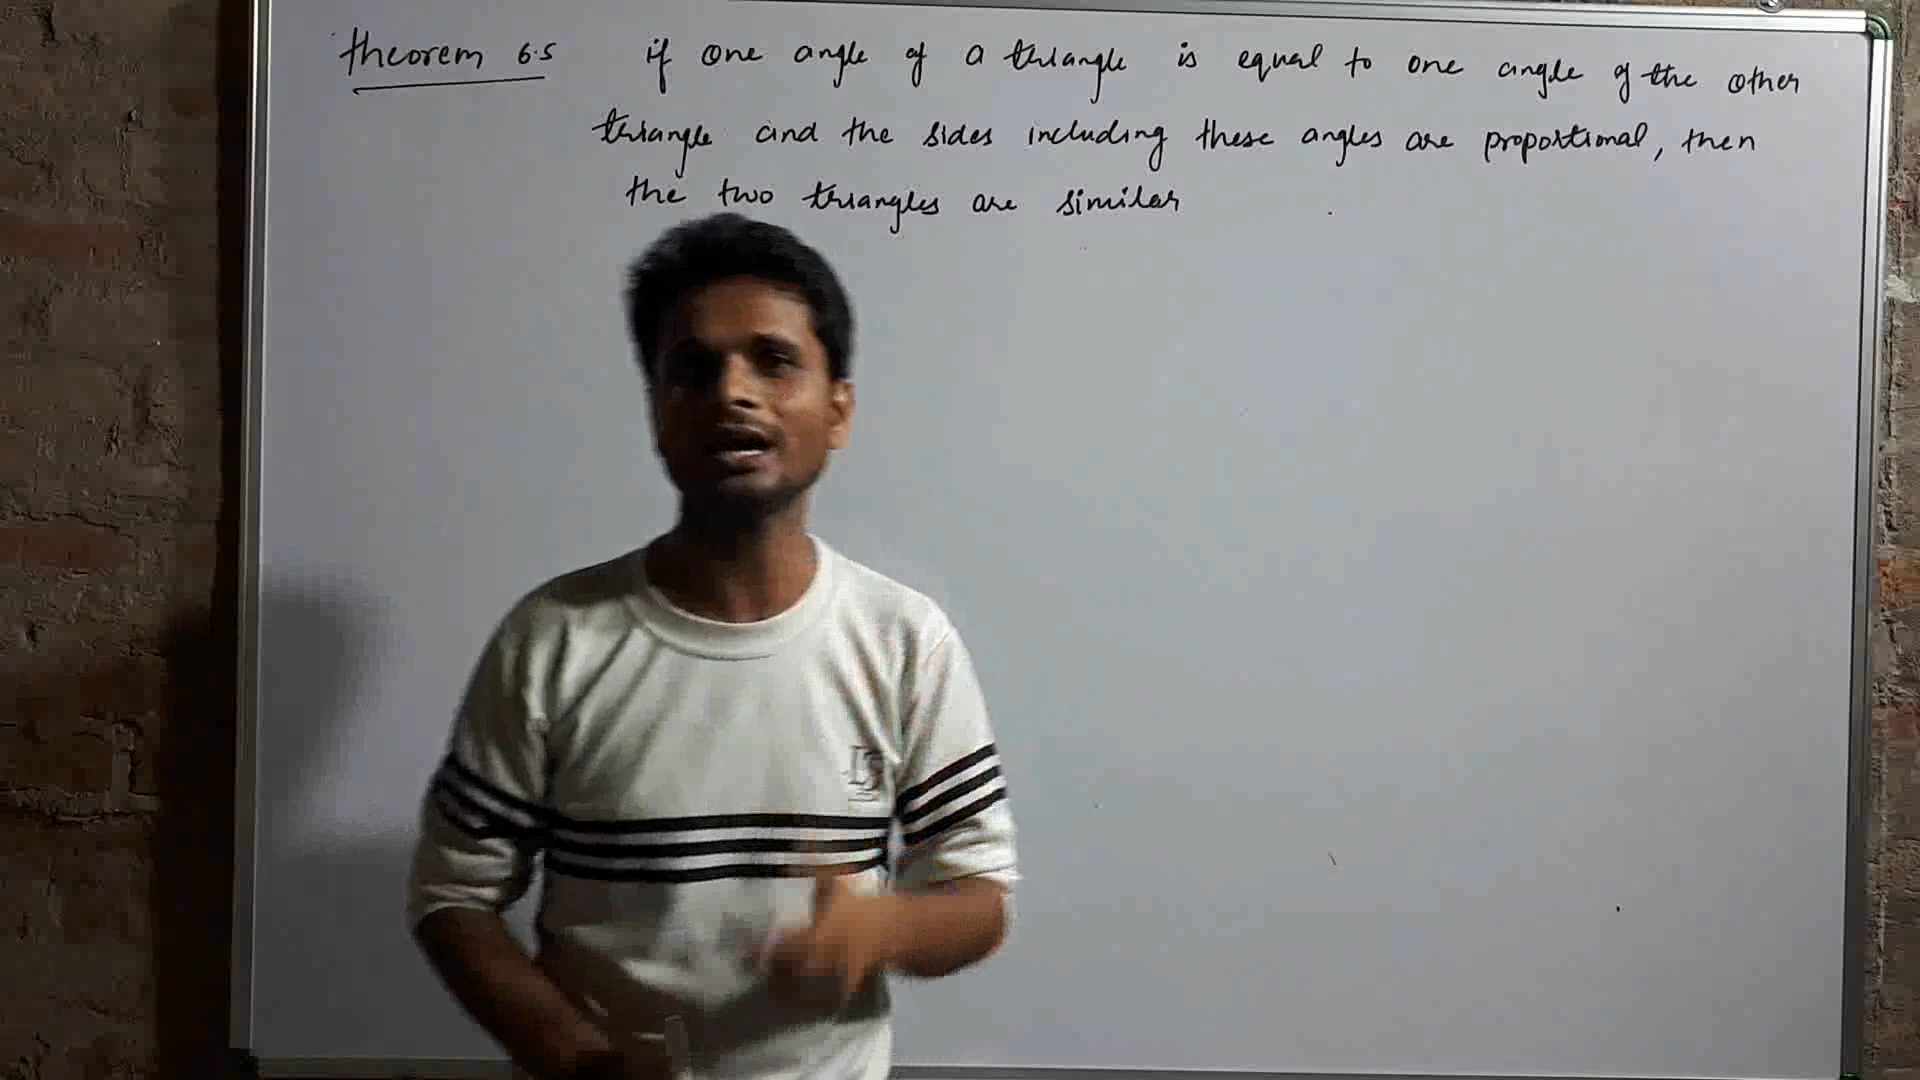 Theorem 6.5 if one angle of a triangle is equal to one angle of the other
triangle and the sides including these angles are proportional, then
the two triangles are similar